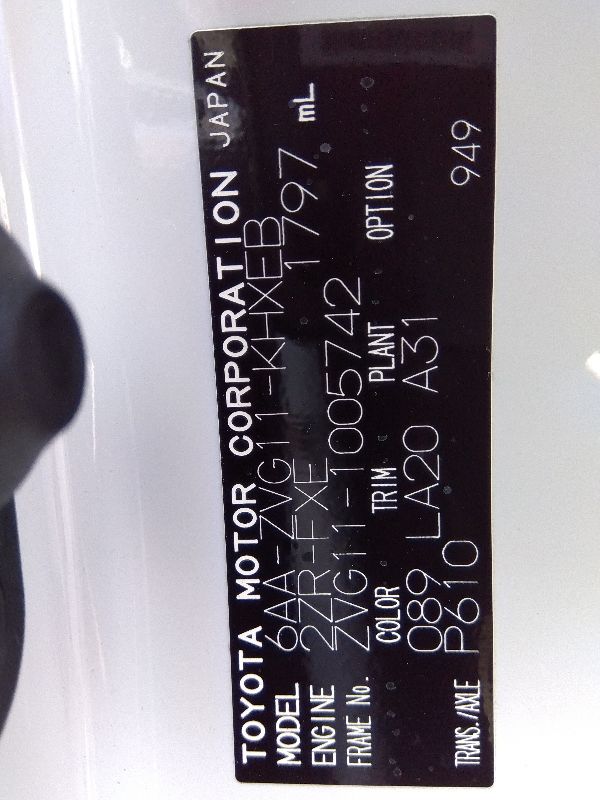 TOYOTA MOTOR CORPORATION JAPAN
MODEL 6AA-ZVG11-KHXEB
ENGINE 2ZR-FXE 1797 mL
FRAME No. ZVG11-1005742
COLOR TRIM PLANT OPTION
089 LA20 A31
TRANS./AXLE P610 949